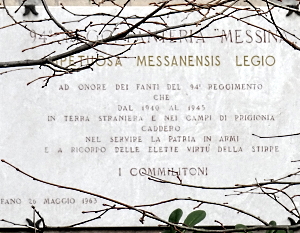 94° FANTERIA "MESSINA
MESSANENSIS LEGIO
AD ONORE DEI FANTI DEL 94° REGGIMENTO
CHE
DAL 1940 AL 1945
IN TERRA STRANIERA E NEI CAMPI DI PRIGIONIA
CADDERO
NEL SERVIRE LA PATRIA IN ARMI
E A RICORDO DELLE ELETTE VIRTÙ DELLA STIRPE
I COMMILITONI
FANO 26 MAGGIO 1963